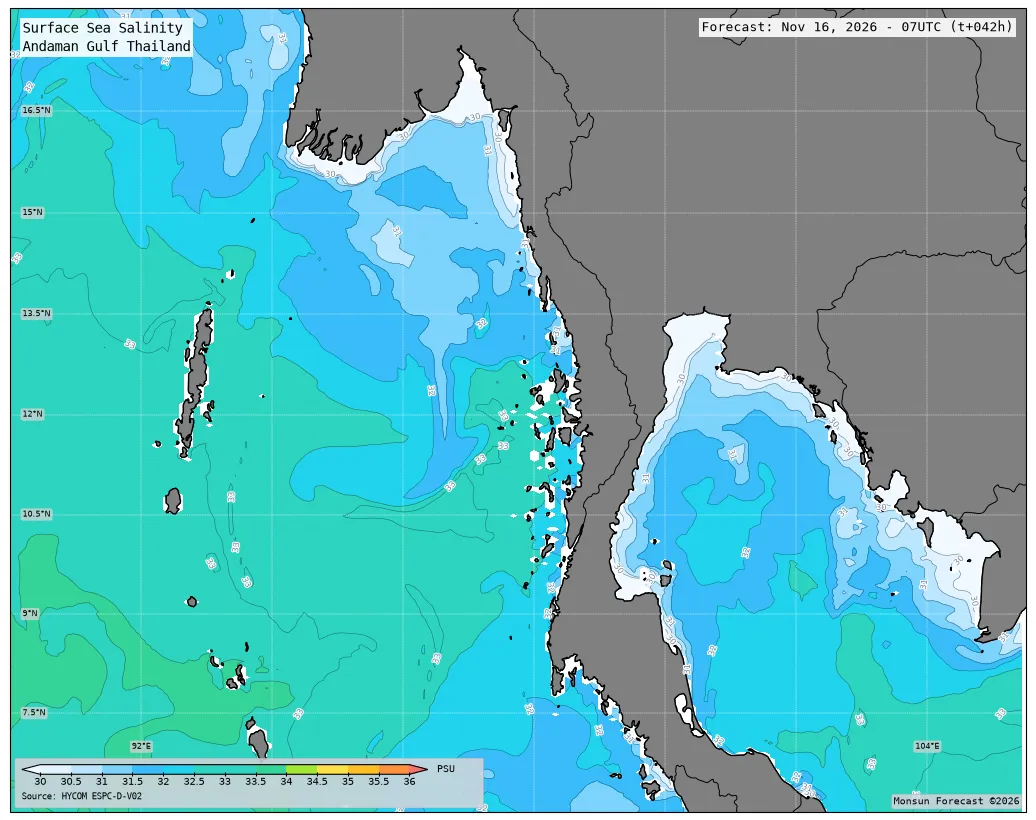 Surface Sea Salinity
Andaman Gulf Thailand
Forecast: Nov 16, 2026 - 07UTC (t+042h)
16.5°N
15°N
13.5°N
12°N
10.5°N
9°N
7.5°N
92°E
104°E
30 30.5 31 31.5 32 32.5 33 33.5 34 34.5 35 35.5 36 PSU
Source: HYCOM ESPC-D-V02
Monsun Forecast ©2026